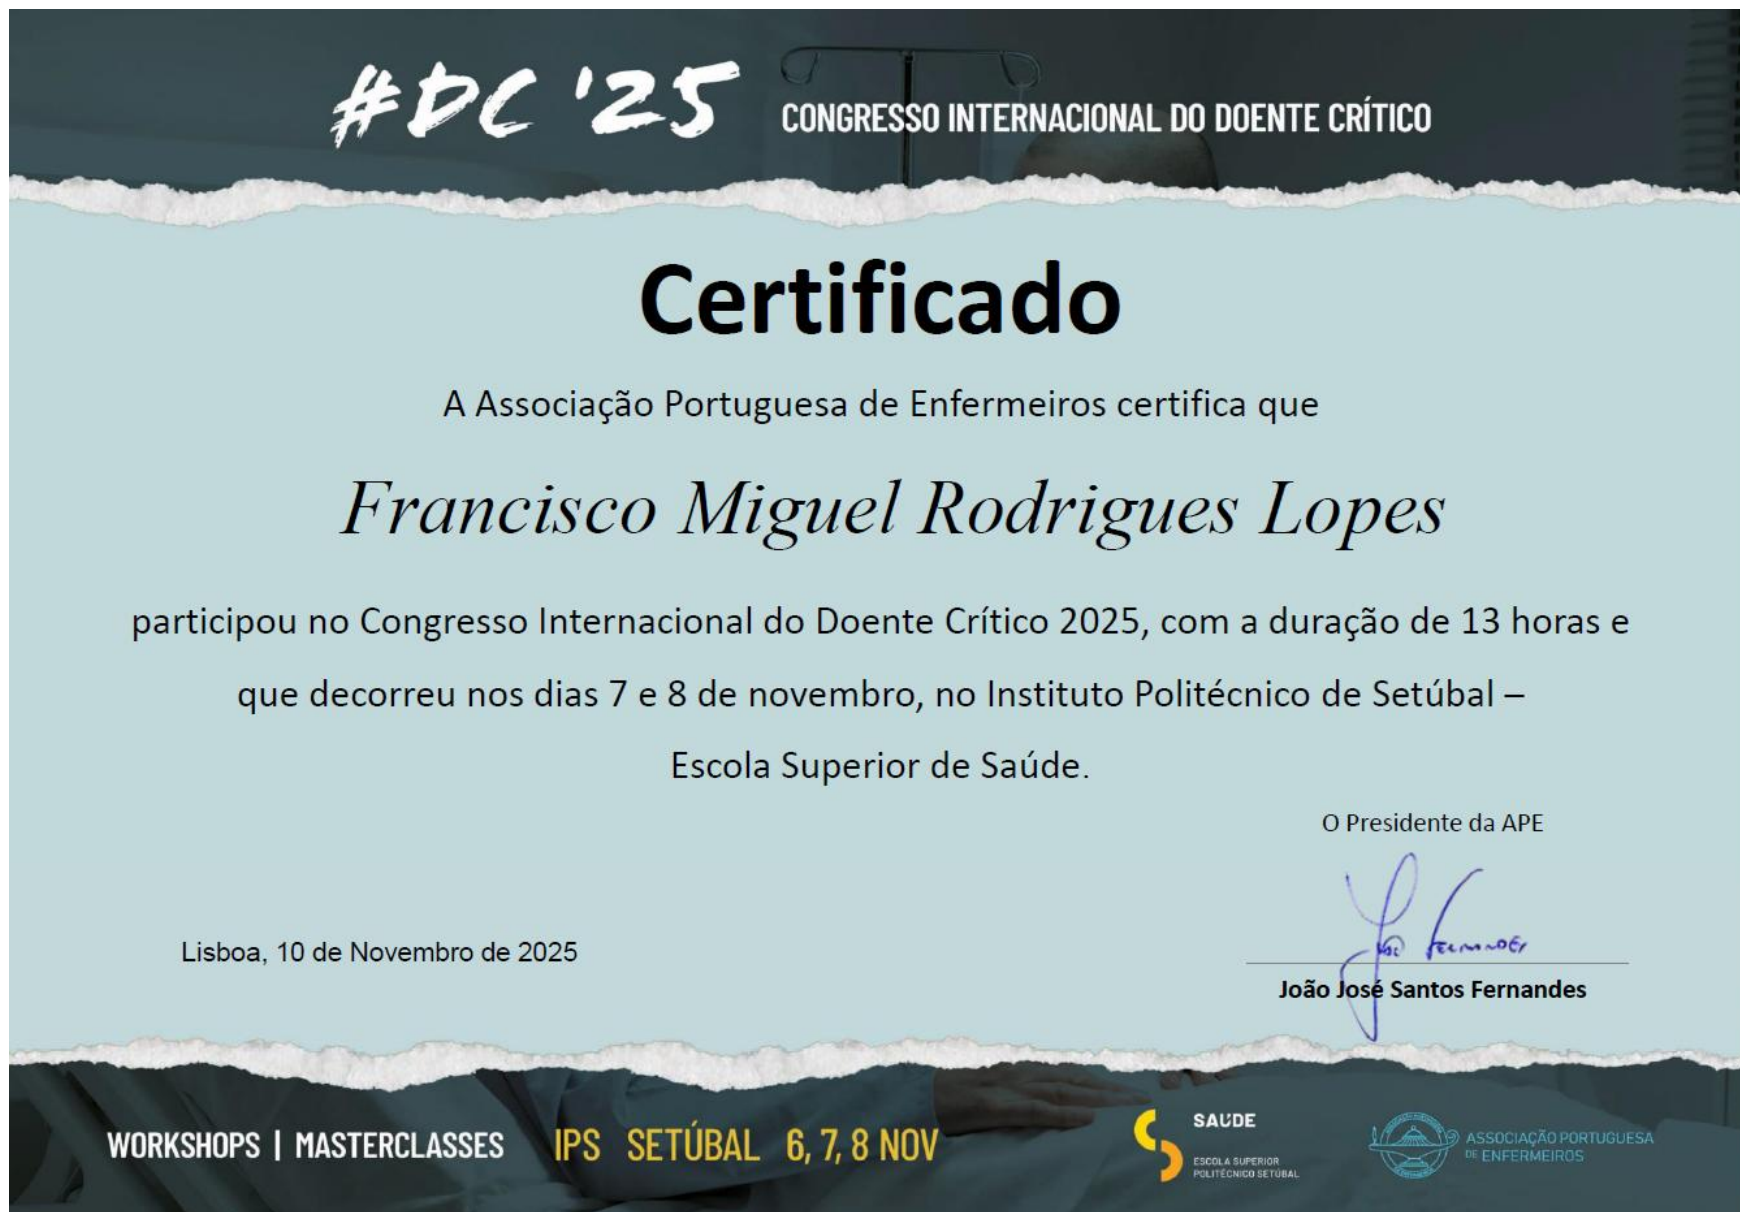 #DC '25 CONGRESSO INTERNACIONAL DO DOENTE CRÍTICO
Certificado
A Associação Portuguesa de Enfermeiros certifica que
Francisco Miguel Rodrigues Lopes
participou no Congresso Internacional do Doente Crítico 2025, com a duração de 13 horas e
que decorreu nos dias 7 e 8 de novembro, no Instituto Politécnico de Setúbal –
Escola Superior de Saúde.
O Presidente da APE
José Fernandes
Lisboa, 10 de Novembro de 2025
João José Santos Fernandes
WORKSHOPS | MASTERCLASSES IPS SETÚBAL 6, 7, 8 NOV
SAÚDE
ESCOLA SUPERIOR
POLITÉCNICO SETÚBAL
ASSOCIAÇÃO PORTUGUESA
DE ENFERMEIROS